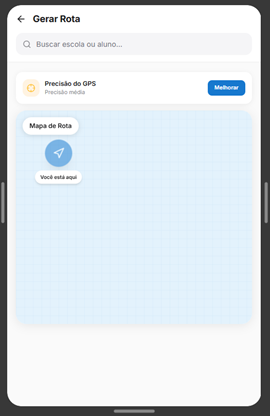 Gerar Rota
Buscar escola ou aluno...
Precisão do GPS
Precisão média
Melhorar
Mapa de Rota
Você está aqui